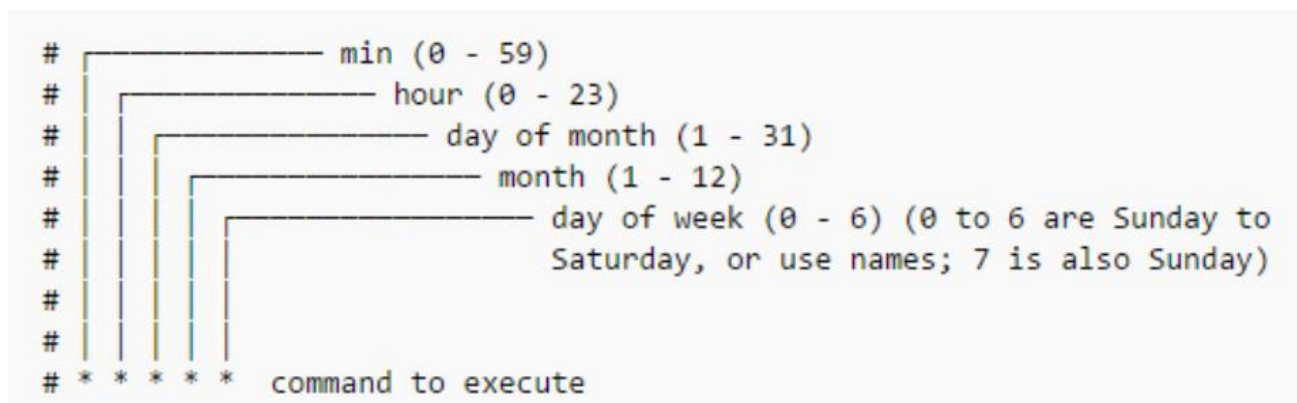 # ┌───────────── min (0 - 59)
# │ ┌────────────── hour (0 - 23)
# │ │ ┌─────────────── day of month (1 - 31)
# │ │ │ ┌──────────────── month (1 - 12)
# │ │ │ │ ┌───────────────── day of week (0 - 6) (0 to 6 are Sunday to
# │ │ │ │ │                  Saturday, or use names; 7 is also Sunday)
# │ │ │ │ │
# │ │ │ │ │
# * * * * *  command to execute